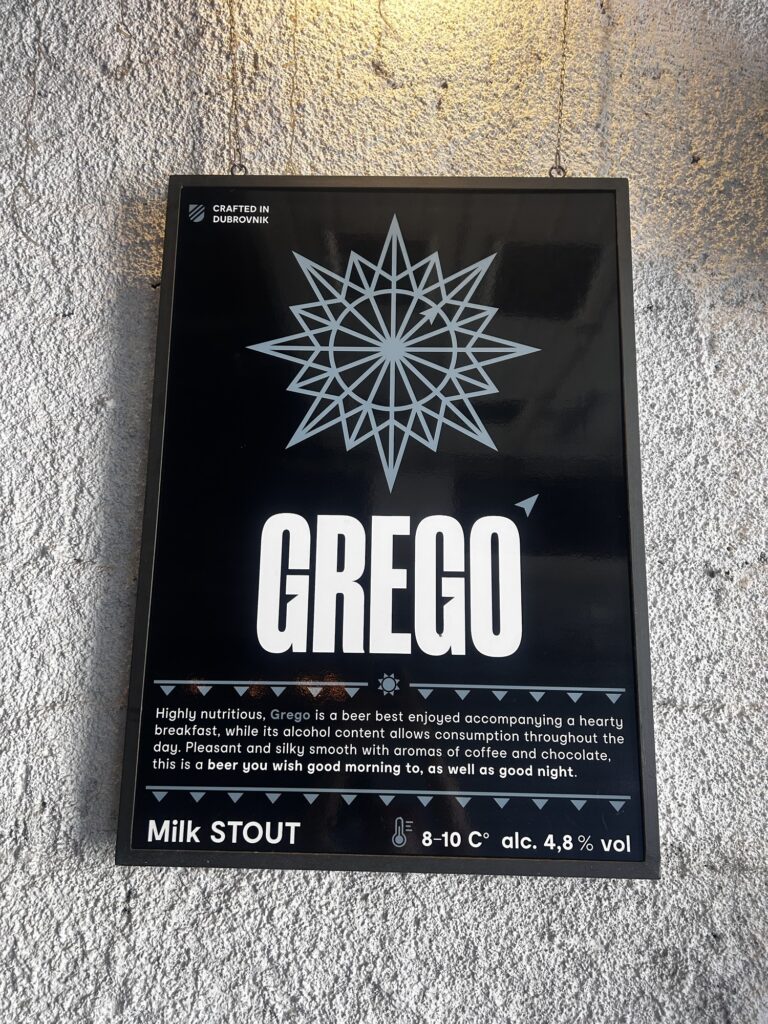 CRAFTED IN
DUBROVNIK
GREGO
Highly nutritious, Grego is a beer best enjoyed accompanying a hearty
breakfast, while its alcohol content allows consumption throughout the
day. Pleasant and silky smooth with aromas of coffee and chocolate,
this is a beer you wish good morning to, as well as good night.
Milk STOUT
8-10 C° alc. 4,8 % vol